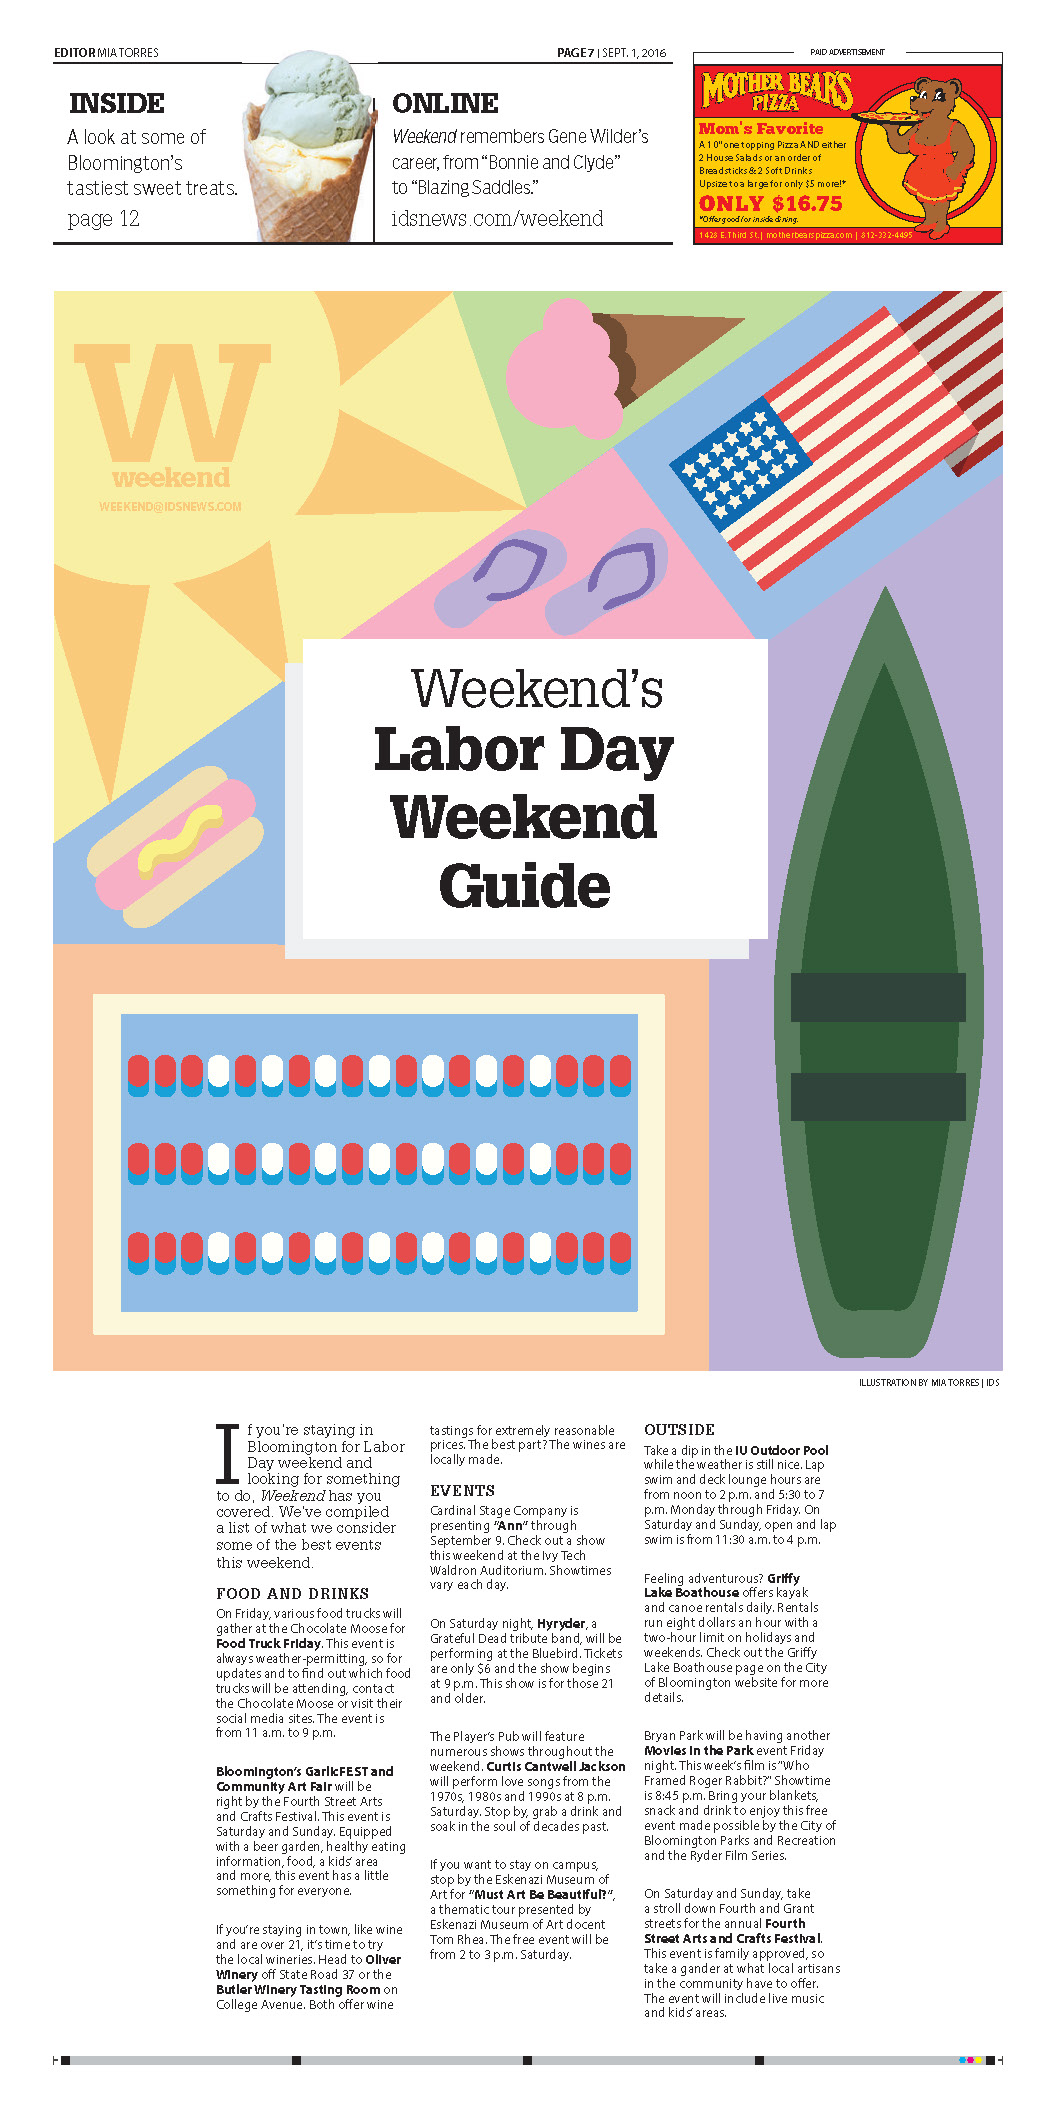 EDITOR MIA TORRES
PAGE 7 | SEPT. 1, 2016
INSIDE
A look at some of
Bloomington's
tastiest sweet treats.
page 12
ONLINE
Weekend remembers Gene Wilder's
career, from "Bonnie and Clyde"
to "Blazing Saddles."
idsnews.com/weekend
PAID ADVERTISEMENT
MOTHER BEAR'S
PIZZA
Mom's Favorite
A 10" one topping Pizza AND either
2 House Salads or an order of
Breadsticks & 2 Soft Drinks
Upsize to a large for only $5 more!*
ONLY $16.75
*Offer good for inside dining.
1428 E. Third St. | motherbearspizza.com | 812-332-4495
W
weekend
WEEKEND@IDSNEWS.COM
Weekend's
Labor Day
Weekend
Guide
ILLUSTRATION BY MIA TORRES | IDS
If you're staying in
Bloomington for Labor
Day weekend and
looking for something
to do, Weekend has you
covered. We've compiled
a list of what we consider
some of the best events
this weekend.
FOOD AND DRINKS
On Friday, various food trucks will
gather at the Chocolate Moose for
Food Truck Friday. This event is
always weather-permitting, so for
updates and to find out which food
trucks will be attending, contact
the Chocolate Moose or visit their
social media sites. The event is
from 11 a.m. to 9 p.m.
Bloomington's GarlicFEST and
Community Art Fair will be
right by the Fourth Street Arts
and Crafts Festival. This event is
Saturday and Sunday. Equipped
with a beer garden, healthy eating
information, food, a kids' area
and more, this event has a little
something for everyone.
If you're staying in town, like wine
and are over 21, it's time to try
the local wineries. Head to Oliver
Winery off State Road 37 or the
Butler Winery Tasting Room on
College Avenue. Both offer wine
tastings for extremely reasonable
prices. The best part? The wines are
locally made.
EVENTS
Cardinal Stage Company is
presenting "Ann" through
September 9. Check out a show
this weekend at the Ivy Tech
Waldron Auditorium. Showtimes
vary each day.
On Saturday night, Hyryder, a
Grateful Dead tribute band, will be
performing at the Bluebird. Tickets
are only $6 and the show begins
at 9 p.m. This show is for those 21
and older.
The Player's Pub will feature
numerous shows throughout the
weekend. Curtis Cantwell Jackson
will perform love songs from the
1970s, 1980s and 1990s at 8 p.m.
Saturday. Stop by, grab a drink and
soak in the soul of decades past.
If you want to stay on campus,
stop by the Eskenazi Museum of
Art for "Must Art Be Beautiful?",
a thematic tour presented by
Eskenazi Museum of Art docent
Tom Rhea. The free event will be
from 2 to 3 p.m. Saturday.
OUTSIDE
Take a dip in the IU Outdoor Pool
while the weather is still nice. Lap
swim and deck lounge hours are
from noon to 2 p.m. and 5:30 to 7
p.m. Monday through Friday. On
Saturday and Sunday, open and lap
swim is from 11:30 a.m. to 4 p.m.
Feeling adventurous? Griffy
Lake Boathouse offers kayak
and canoe rentals daily. Rentals
run eight dollars an hour with a
two-hour limit on holidays and
weekends. Check out the Griffy
Lake Boathouse page on the City
of Bloomington website for more
details.
Bryan Park will be having another
Movies in the Park event Friday
night. This week's film is "Who
Framed Roger Rabbit?" Showtime
is 8:45 p.m. Bring your blankets,
snack and drink to enjoy this free
event made possible by the City of
Bloomington Parks and Recreation
and the Ryder Film Series.
On Saturday and Sunday, take
a stroll down Fourth and Grant
streets for the annual Fourth
Street Arts and Crafts Festival.
This event is family approved, so
take a gander at what local artisans
in the community have to offer.
The event will include live music
and kids' areas.